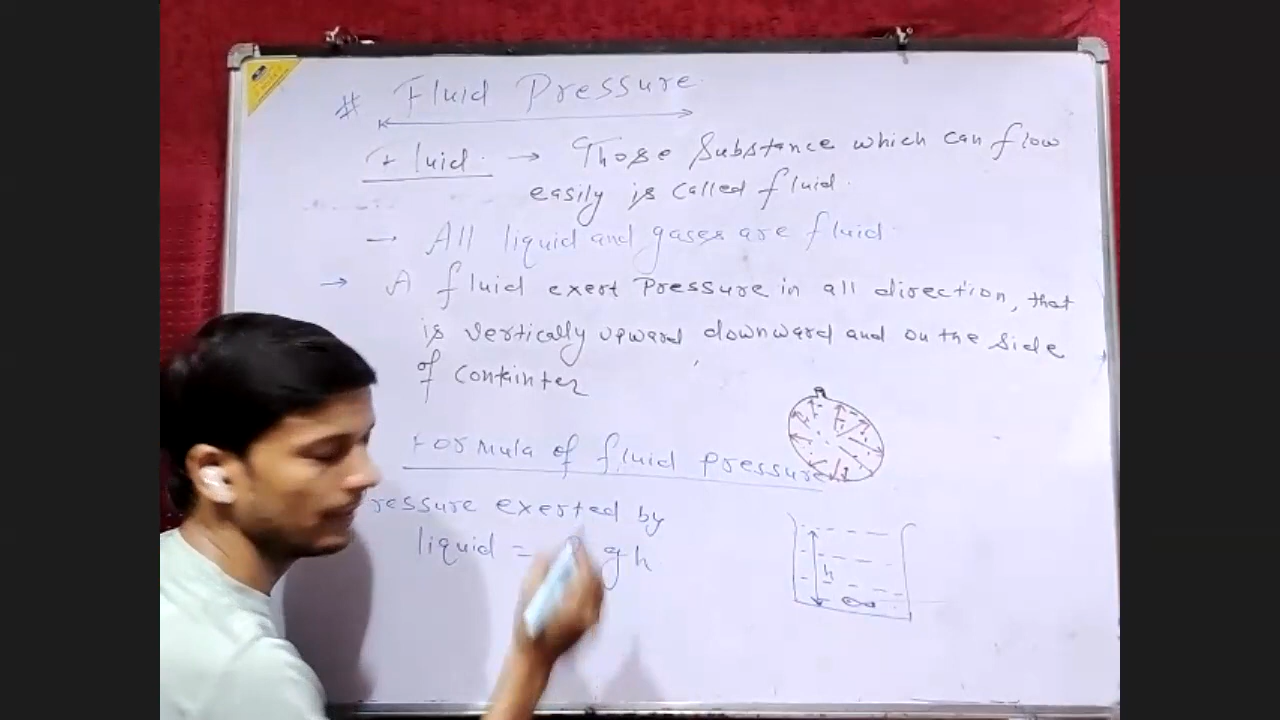 # Fluid Pressure
Fluid. → Those Substance which can flow
easily is called fluid.
→ All liquid and gases are fluid.
→ A fluid exert Pressure in all direction, that
is vertically upward downward and on the side
of containter
Formula of fluid pressure
ressure exerted by
liquid = gh
h